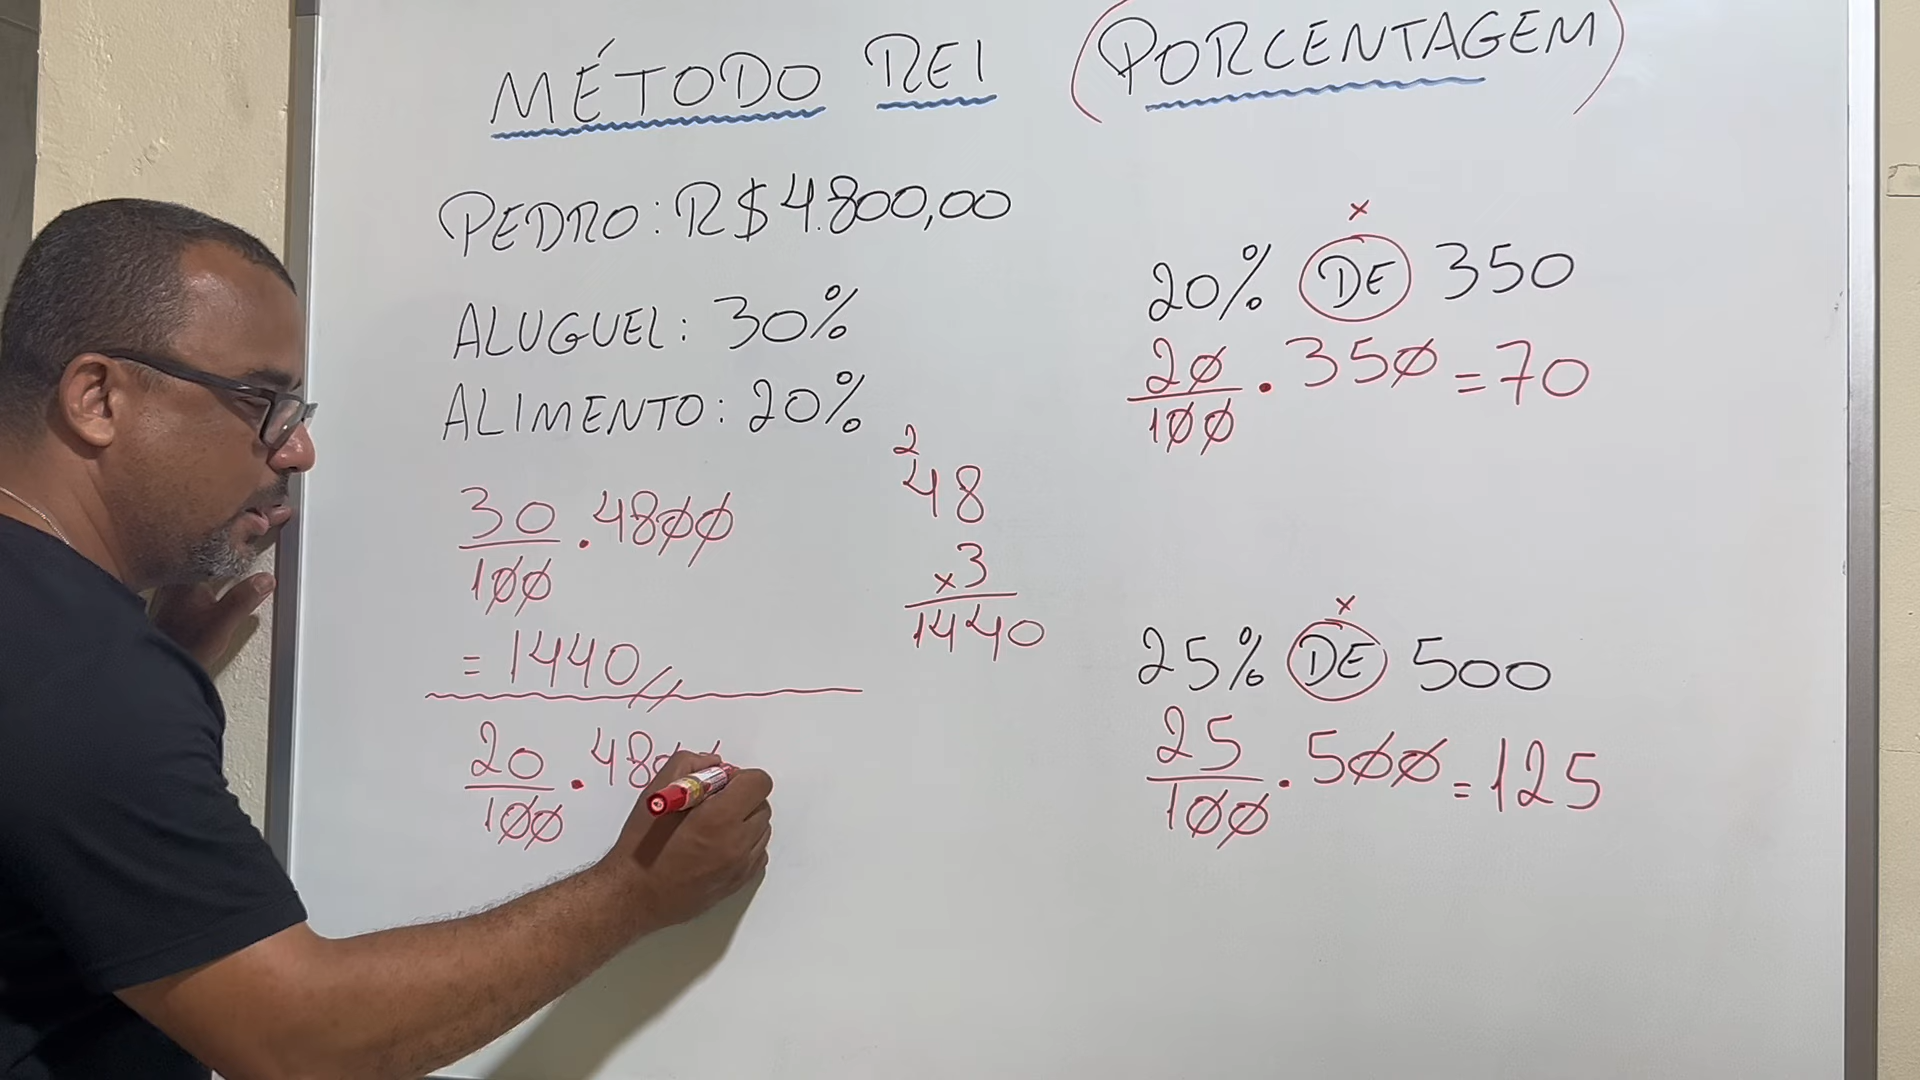 MÉTODO REI (PORCENTAGEM)
PEDRO: R$4.800,00
ALUGUEL: 30%
ALIMENTO: 20%
30/100 . 4800
= 1440//
20/100 . 4800
2
48
x3
1440
x
20% DE 350
20/100 . 350 = 70
x
25% DE 500
25/100 . 500 = 125